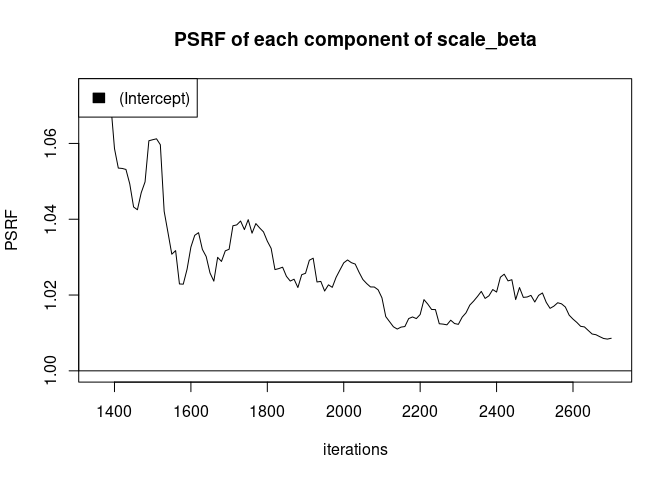 PSRF of each component of scale_beta
(Intercept)
PSRF
1.06
1.04
1.02
1.00
1400 1600 1800 2000 2200 2400 2600
iterations